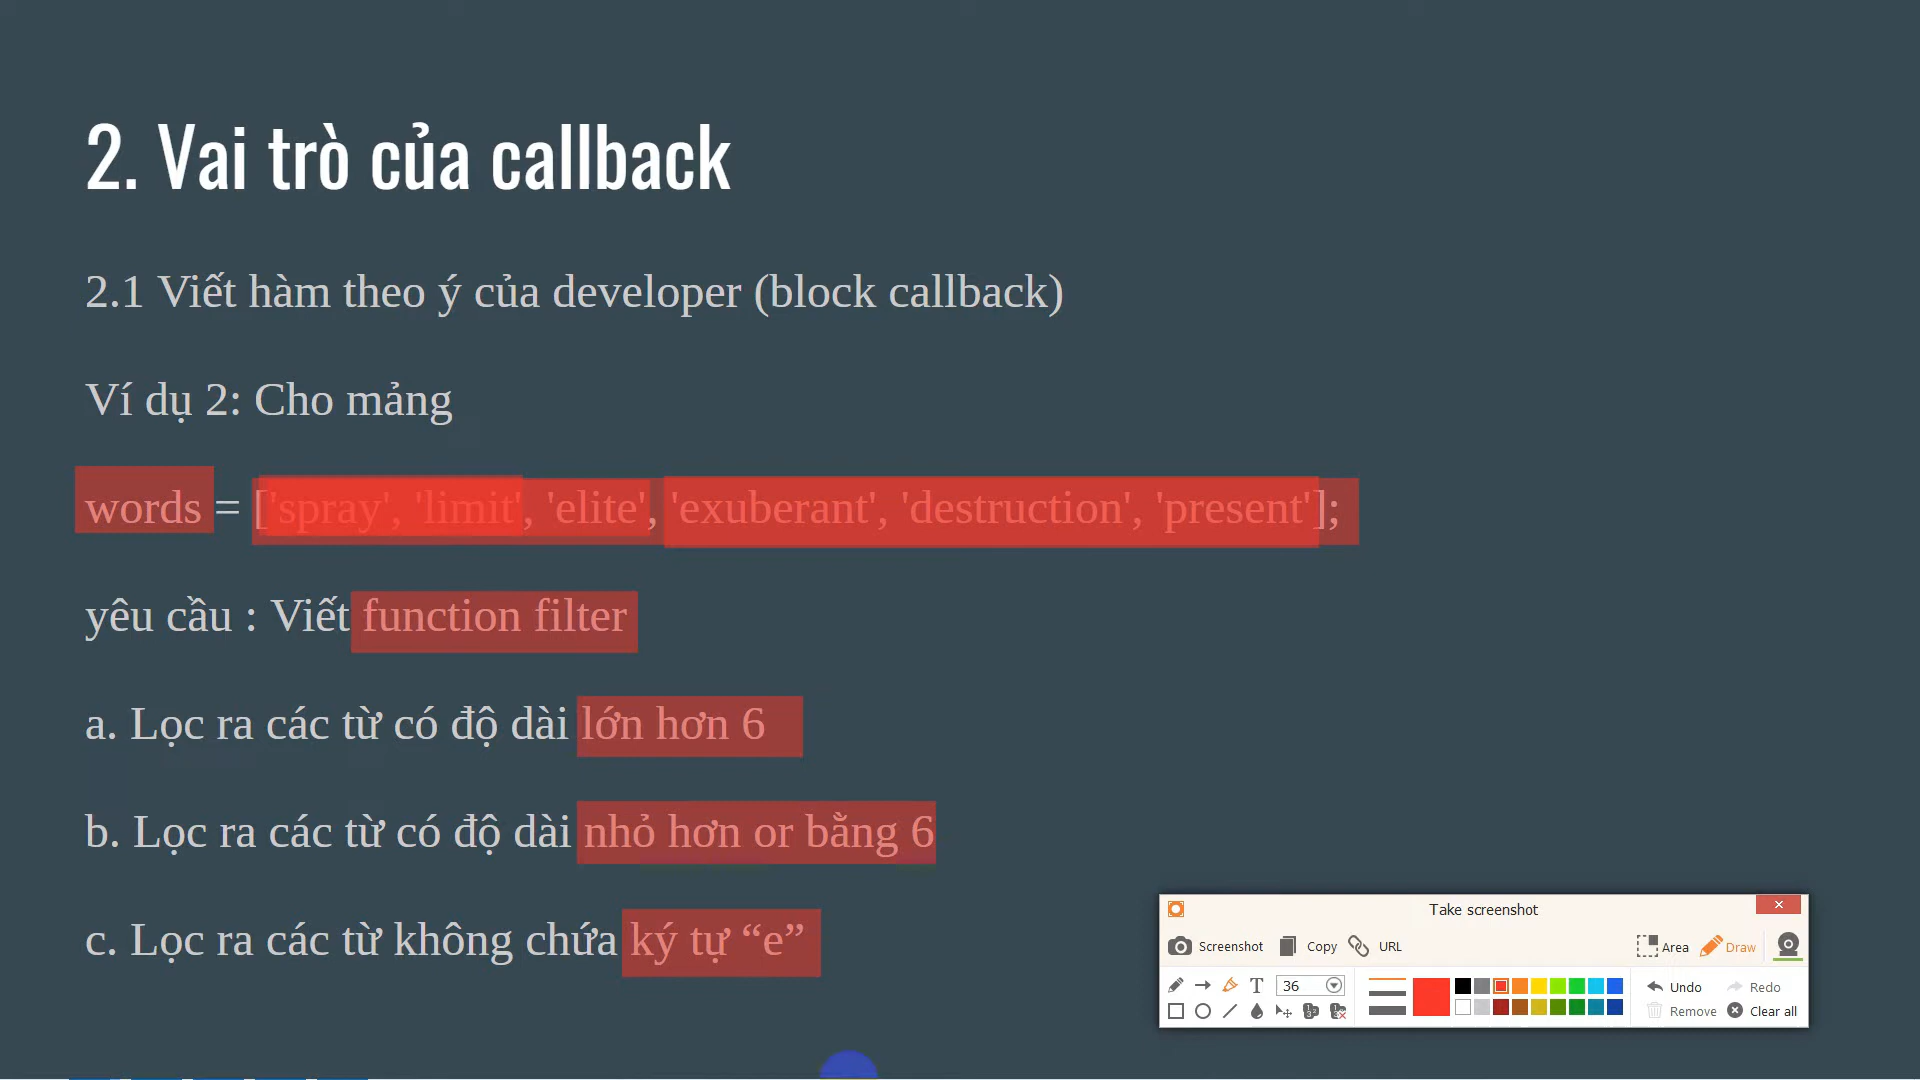 2. Vai trò của callback
2.1 Viết hàm theo ý của developer (block callback)
Ví dụ 2: Cho mảng
words = ['spray', 'limit', 'elite', 'exuberant', 'destruction', 'present'];
yêu cầu : Viết function filter
a. Lọc ra các từ có độ dài lớn hơn 6
b. Lọc ra các từ có độ dài nhỏ hơn or bằng 6
c. Lọc ra các từ không chứa ký tự “e”
Take screenshot
Screenshot Copy URL Area Draw
T 36 Undo Redo
Remove Clear all